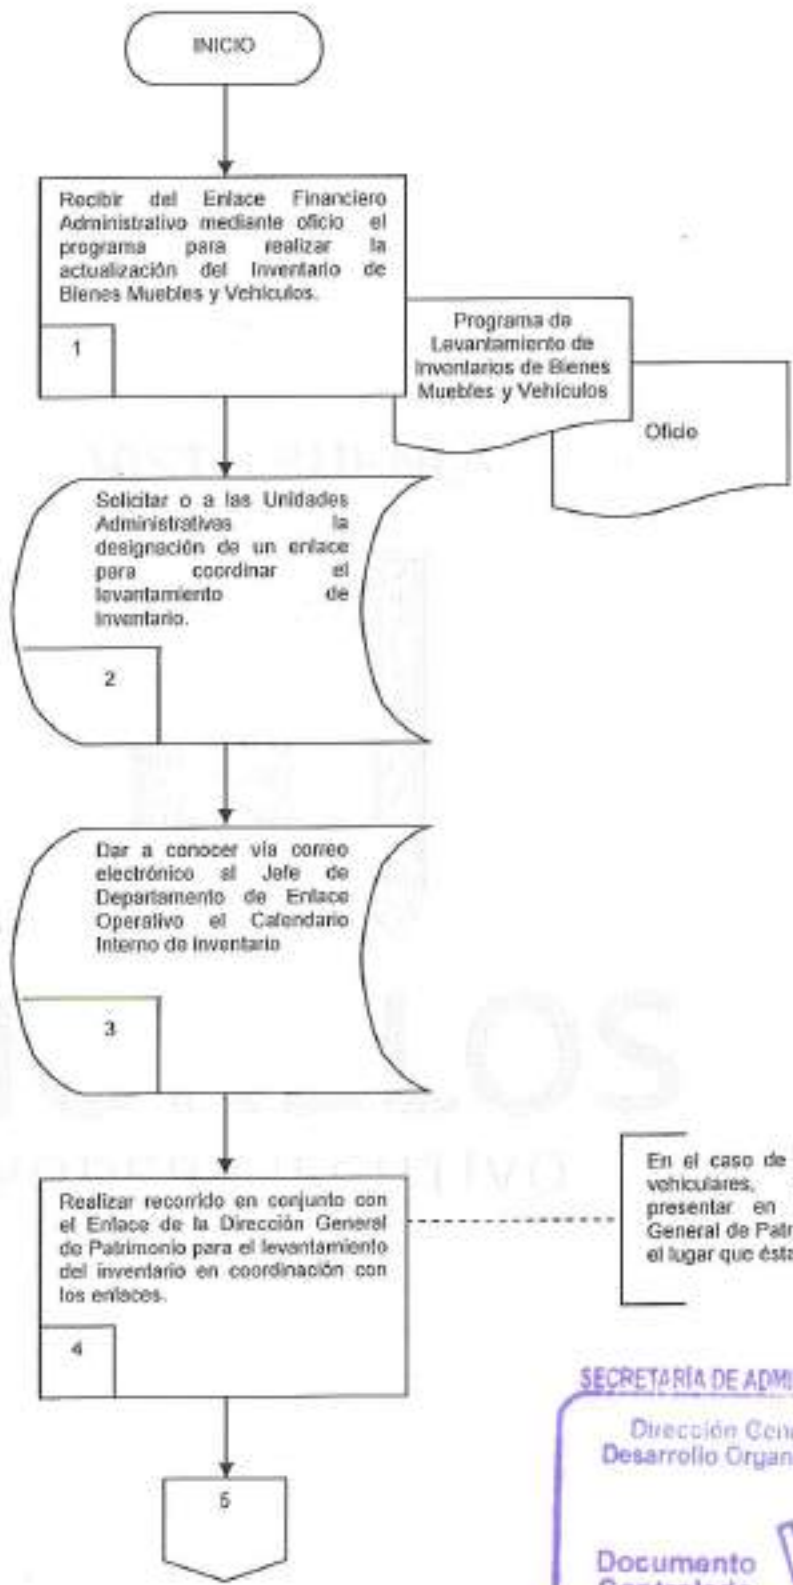 INICIO
Recibir del Enlace Financiero
Administrativo mediante oficio el
programa para realizar la
actualización del Inventario de
Bienes Muebles y Vehículos.
1
Programa de
Levantamiento de
Inventarios de Bienes
Muebles y Vehículos
Oficio
Solicitar o a las Unidades
Administrativas la
designación de un enlace
para coordinar el
levantamiento de
inventario.
2
Dar a conocer vía correo
electrónico al Jefe de
Departamento de Enlace
Operativo el Calendario
Interno de inventario
3
Realizar recorrido en conjunto con
el Enlace de la Dirección General
de Patrimonio para el levantamiento
del inventario en coordinación con
los enlaces.
4
En el caso de
vehiculares,
presentar en
General de
el lugar que
5
SECRETARÍA DE
Dirección
Desarrollo
Documento